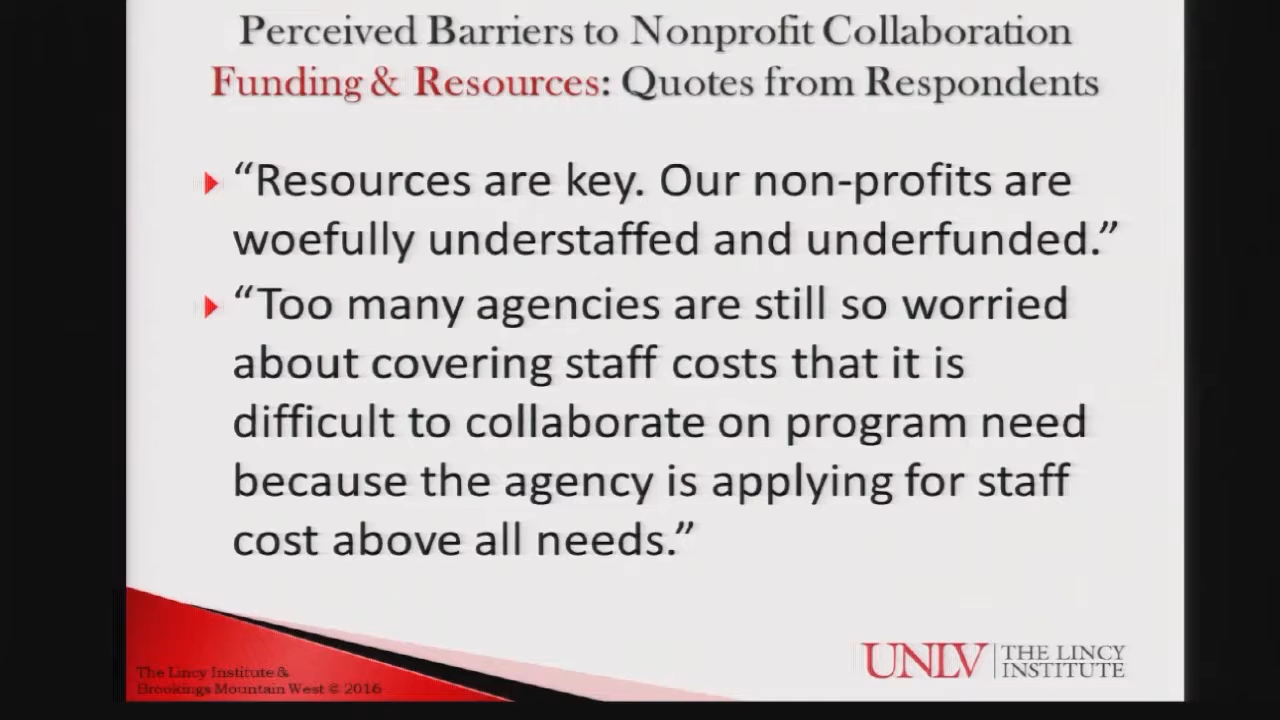 Perceived Barriers to Nonprofit Collaboration
Funding & Resources: Quotes from Respondents
“Resources are key. Our non-profits are
woefully understaffed and underfunded.”
“Too many agencies are still so worried
about covering staff costs that it is
difficult to collaborate on program need
because the agency is applying for staff
cost above all needs.”
The Lincy Institute &
Brookings Mountain West © 2016
UNLV THE LINCY
INSTITUTE